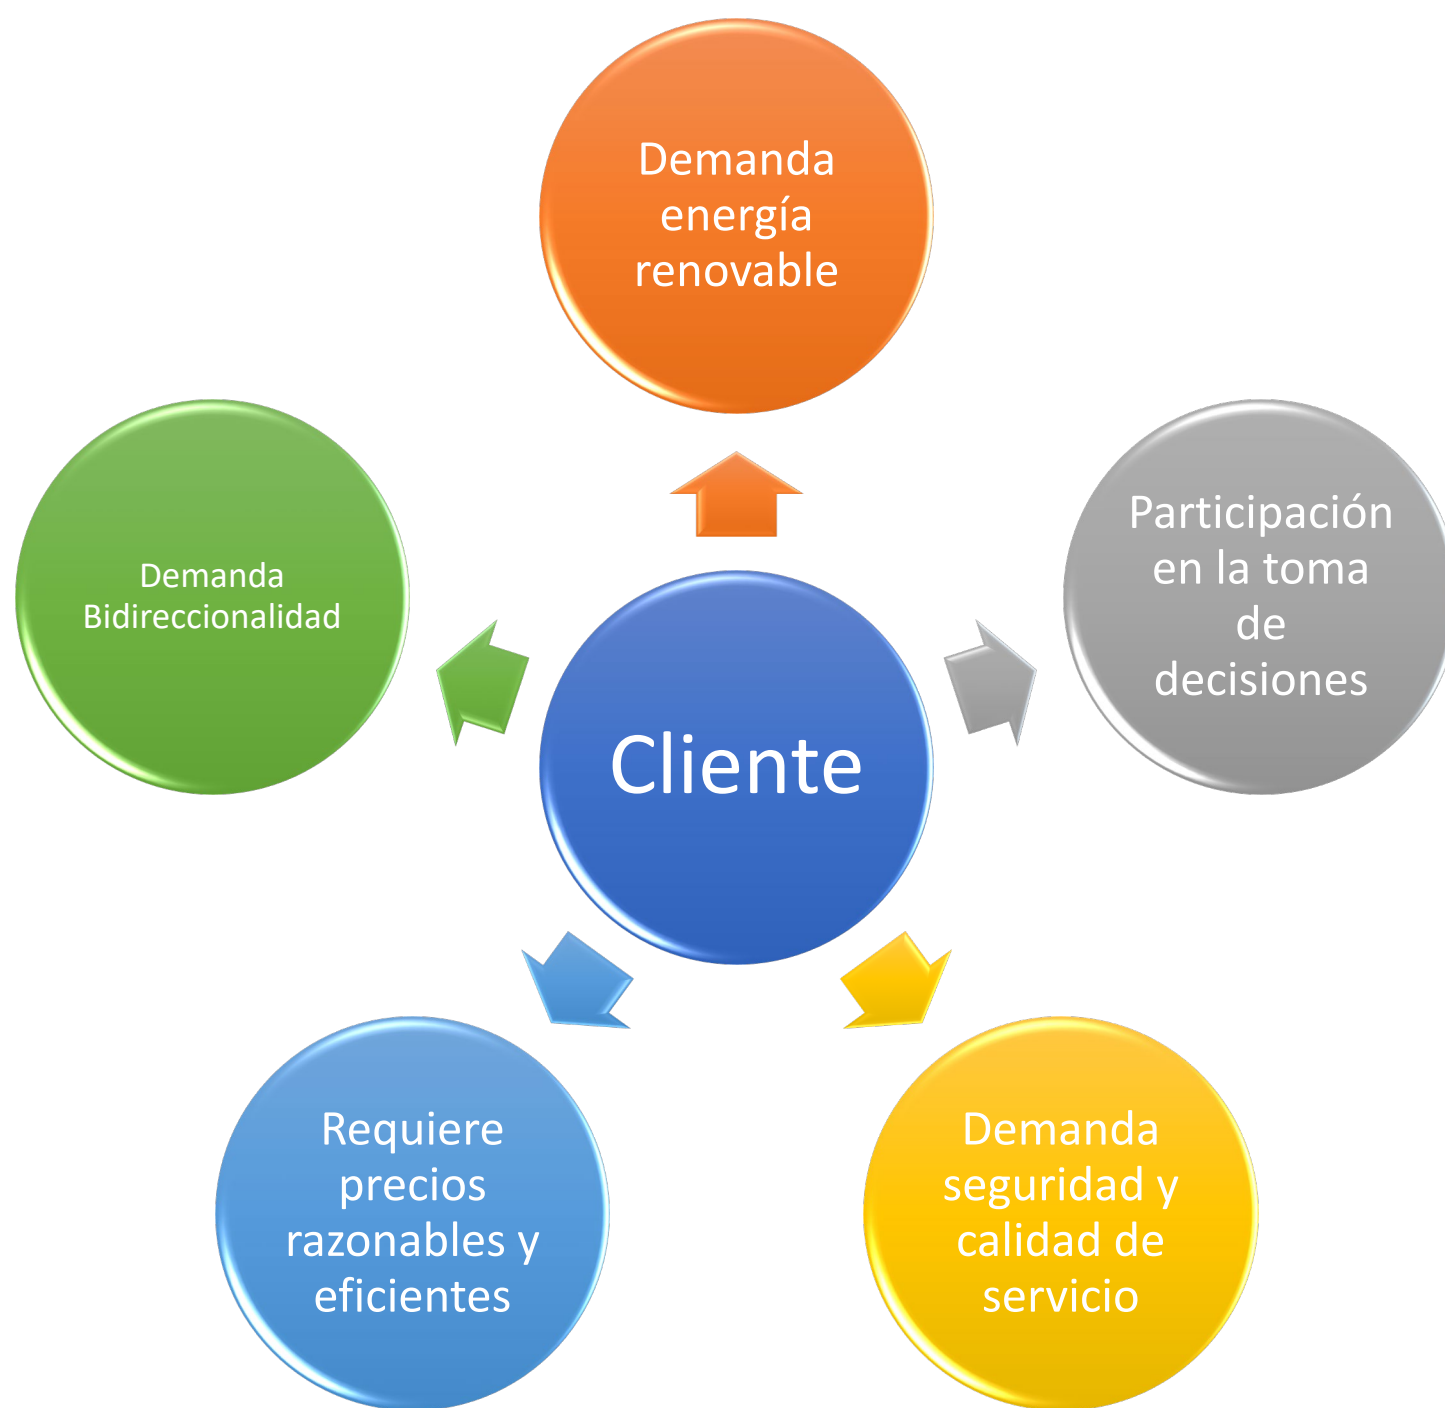 Demanda
energía
renovable
Participación
en la toma
de
decisiones
Demanda
Bidireccionalidad
Cliente
Requiere
precios
razonables y
eficientes
Demanda
seguridad y
calidad de
servicio